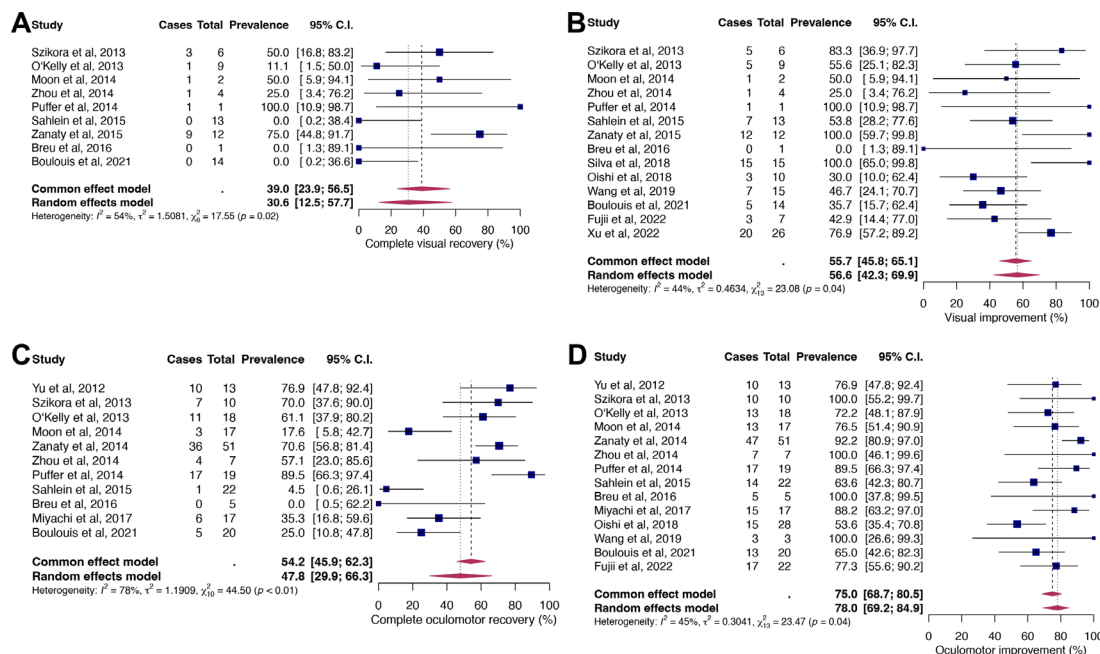 A
Study Cases Total Prevalence 95% C.I.
Szikora et al, 2013 3 6 50.0 [16.8; 83.2]
O'Kelly et al, 2013 1 9 11.1 [ 1.5; 50.0]
Moon et al, 2014 1 2 50.0 [ 5.9; 94.1]
Zhou et al, 2014 1 4 25.0 [ 3.4; 76.2]
Puffer et al, 2014 1 1 100.0 [10.9; 98.7]
Sahlein et al, 2015 0 13 0.0 [ 0.2; 38.4]
Zanaty et al, 2015 9 12 75.0 [44.8; 91.7]
Breu et al, 2016 0 1 0.0 [ 1.3; 89.1]
Boulouis et al, 2021 0 14 0.0 [ 0.2; 36.6]
Common effect model . 39.0 [23.9; 56.5]
Random effects model 30.6 [12.5; 57.7]
Heterogeneity: I² = 54%, τ² = 1.5081, χ²₈ = 17.55 (p = 0.02)
0 20 40 60 80 100
Complete visual recovery (%)
B
Study Cases Total Prevalence 95% C.I.
Szikora et al, 2013 5 6 83.3 [36.9; 97.7]
O'Kelly et al, 2013 5 9 55.6 [25.1; 82.3]
Moon et al, 2014 1 2 50.0 [ 5.9; 94.1]
Zhou et al, 2014 1 4 25.0 [ 3.4; 76.2]
Puffer et al, 2014 1 1 100.0 [10.9; 98.7]
Sahlein et al, 2015 7 13 53.8 [28.2; 77.6]
Zanaty et al, 2015 12 12 100.0 [59.7; 99.8]
Breu et al, 2016 0 1 0.0 [ 1.3; 89.1]
Silva et al, 2018 15 15 100.0 [65.0; 99.8]
Oishi et al, 2018 3 10 30.0 [10.0; 62.4]
Wang et al, 2019 7 15 46.7 [24.1; 70.7]
Boulouis et al, 2021 5 14 35.7 [15.7; 62.4]
Fujii et al, 2022 3 7 42.9 [14.4; 77.0]
Xu et al, 2022 20 26 76.9 [57.2; 89.2]
Common effect model . 55.7 [45.8; 65.1]
Random effects model 56.6 [42.3; 69.9]
Heterogeneity: I² = 44%, τ² = 0.4634, χ²₁₃ = 23.08 (p = 0.04)
0 20 40 60 80 100
Visual improvement (%)
C
Study Cases Total Prevalence 95% C.I.
Yu et al, 2012 10 13 76.9 [47.8; 92.4]
Szikora et al, 2013 7 10 70.0 [37.6; 90.0]
O'Kelly et al, 2013 11 18 61.1 [37.9; 80.2]
Moon et al, 2014 3 17 17.6 [ 5.8; 42.7]
Zanaty et al, 2014 36 51 70.6 [56.8; 81.4]
Zhou et al, 2014 4 7 57.1 [23.0; 85.6]
Puffer et al, 2014 17 19 89.5 [66.3; 97.4]
Sahlein et al, 2015 1 22 4.5 [ 0.6; 26.1]
Breu et al, 2016 0 5 0.0 [ 0.5; 62.2]
Miyachi et al, 2017 6 17 35.3 [16.8; 59.6]
Boulouis et al, 2021 5 20 25.0 [10.8; 47.8]
Common effect model . 54.2 [45.9; 62.3]
Random effects model 47.8 [29.9; 66.3]
Heterogeneity: I² = 78%, τ² = 1.1909, χ²₁₀ = 44.50 (p < 0.01)
0 20 40 60 80 100
Complete oculomotor recovery (%)
D
Study Cases Total Prevalence 95% C.I.
Yu et al, 2012 10 13 76.9 [47.8; 92.4]
Szikora et al, 2013 10 10 100.0 [55.2; 99.7]
O'Kelly et al, 2013 13 18 72.2 [48.1; 87.9]
Moon et al, 2014 13 17 76.5 [51.4; 90.9]
Zanaty et al, 2014 47 51 92.2 [80.9; 97.0]
Zhou et al, 2014 7 7 100.0 [46.1; 99.6]
Puffer et al, 2014 17 19 89.5 [66.3; 97.4]
Sahlein et al, 2015 14 22 63.6 [42.3; 80.7]
Breu et al, 2016 5 5 100.0 [37.8; 99.5]
Miyachi et al, 2017 15 17 88.2 [63.2; 97.0]
Oishi et al, 2018 15 28 53.6 [35.4; 70.8]
Wang et al, 2019 3 3 100.0 [26.6; 99.3]
Boulouis et al, 2021 13 20 65.0 [42.6; 82.3]
Fujii et al, 2022 17 22 77.3 [55.6; 90.2]
Common effect model . 75.0 [68.7; 80.5]
Random effects model 78.0 [69.2; 84.9]
Heterogeneity: I² = 45%, τ² = 0.3041, χ²₁₃ = 23.47 (p = 0.04)
0 20 40 60 80 100
Oculomotor improvement (%)